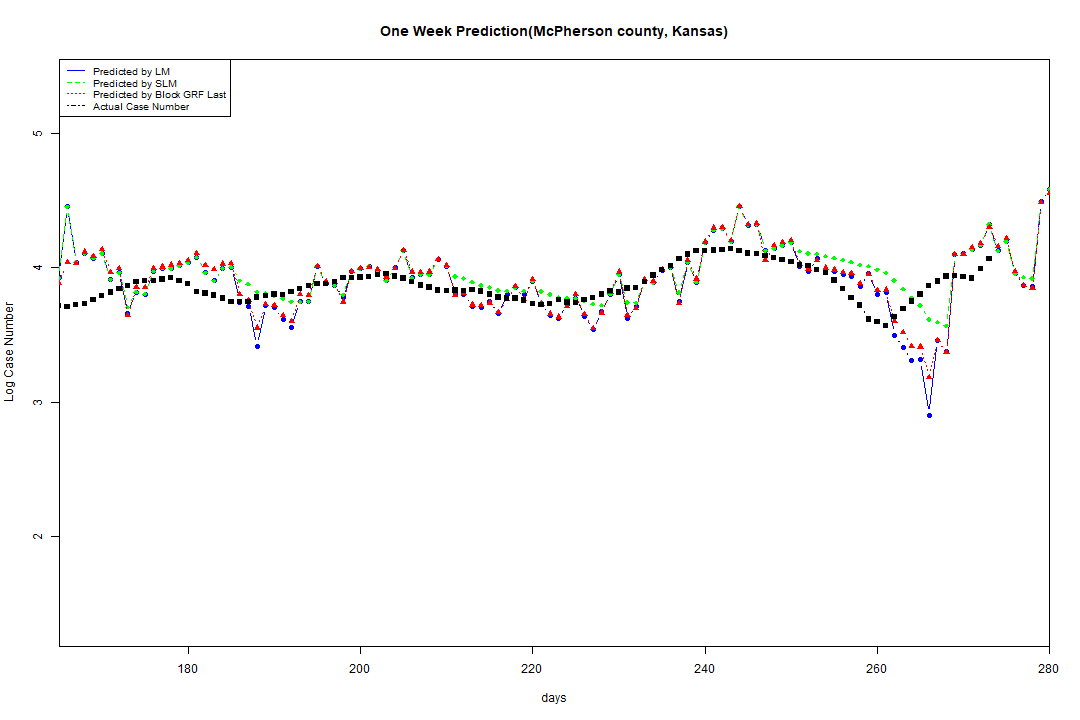 One Week Prediction(McPherson county, Kansas)
Predicted by LM
Predicted by SLM
Predicted by Block GRF Last
Actual Case Number
5
4
3
2
Log Case Number
180 200 220 240 260 280
days